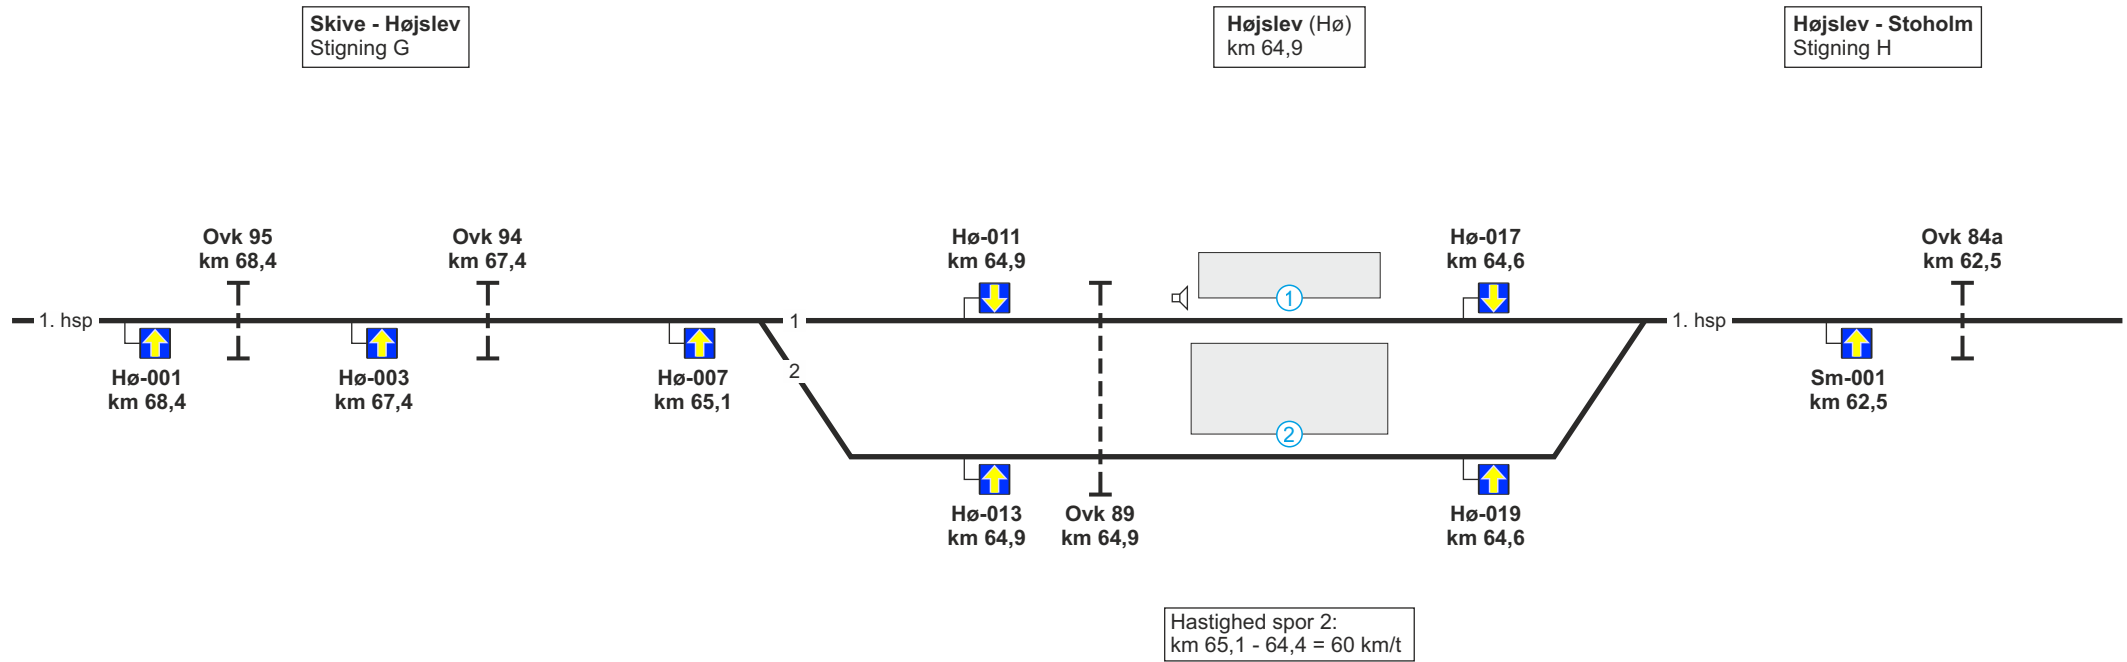 Skive - Højslev
Stigning G
Højslev (Hø)
km 64,9
Højslev - Stoholm
Stigning H
Ovk 95
km 68,4
Ovk 94
km 67,4
Hø-011
km 64,9
Hø-017
km 64,6
Ovk 84a
km 62,5
1
1. hsp
1
1. hsp
Hø-001
km 68,4
Hø-003
km 67,4
Hø-007
km 65,1
2
Sm-001
km 62,5
2
Hø-013
km 64,9
Ovk 89
km 64,9
Hø-019
km 64,6
Hastighed spor 2:
km 65,1 - 64,4 = 60 km/t